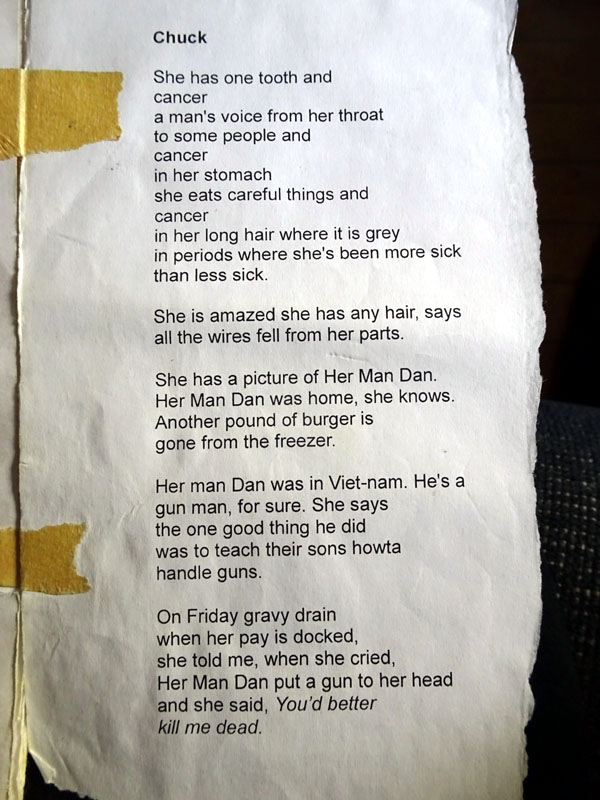 Chuck
She has one tooth and
cancer
a man's voice from her throat
to some people and
cancer
in her stomach
she eats careful things and
cancer
in her long hair where it is grey
in periods where she's been more sick
than less sick.
She is amazed she has any hair, says
all the wires fell from her parts.
She has a picture of Her Man Dan.
Her Man Dan was home, she knows.
Another pound of burger is
gone from the freezer.
Her man Dan was in Viet-nam. He's a
gun man, for sure. She says
the one good thing he did
was to teach their sons howta
handle guns.
On Friday gravy drain
when her pay is docked,
she told me, when she cried,
Her Man Dan put a gun to her head
and she said, You'd better
kill me dead.